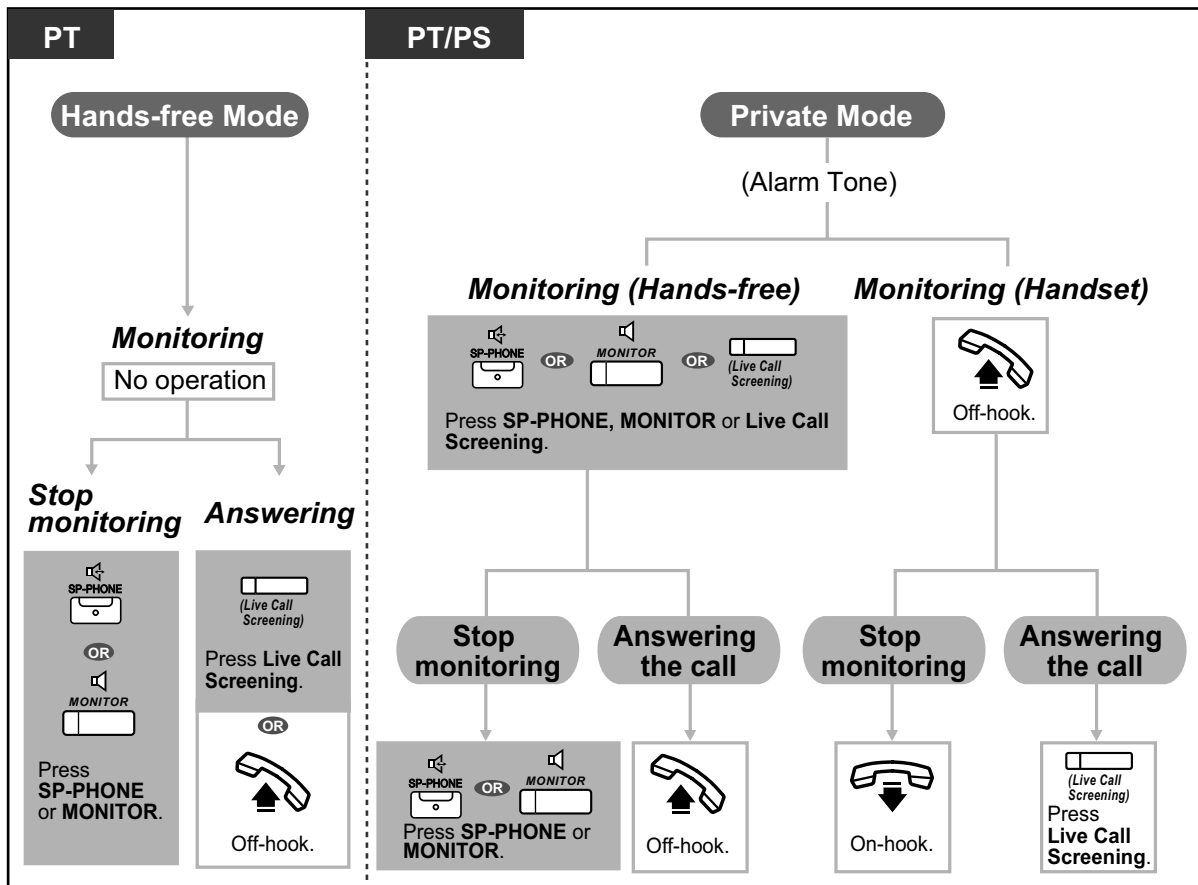 PT
Hands-free Mode
Monitoring
No operation
Stop
monitoring
SP-PHONE
OR
MONITOR
Press
SP-PHONE
or MONITOR.
Answering
(Live Call
Screening)
Press Live Call
Screening.
OR
Off-hook.
PT/PS
Private Mode
(Alarm Tone)
Monitoring (Hands-free)
SP-PHONE
OR
MONITOR
OR
(Live Call
Screening)
Press SP-PHONE, MONITOR or Live Call
Screening.
Stop
monitoring
SP-PHONE
OR
MONITOR
Press SP-PHONE or
MONITOR.
Answering
the call
Off-hook.
Monitoring (Handset)
Off-hook.
Stop
monitoring
On-hook.
Answering
the call
(Live Call
Screening)
Press
Live Call
Screening.